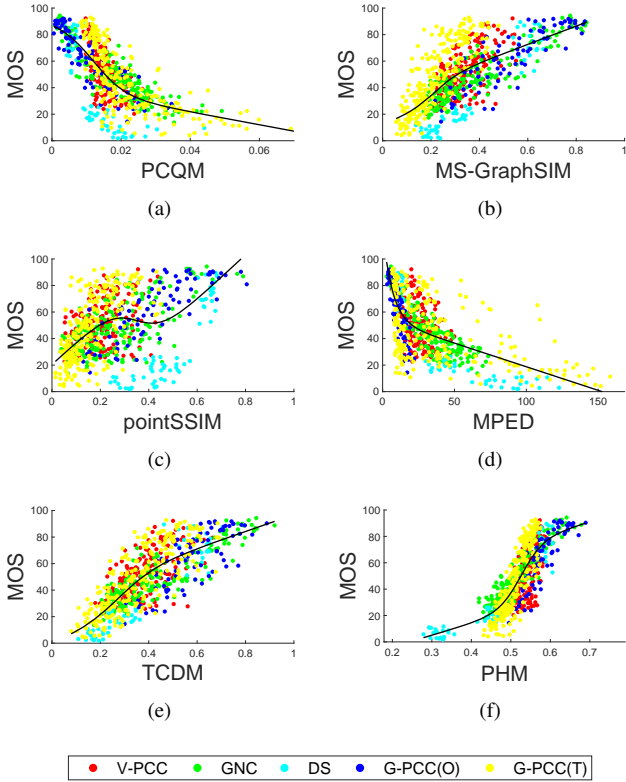 100
80
60
40
20
0
MOS
0 0.02 0.04 0.06
PCQM
(a)
100
80
60
40
20
0
MOS
0 0.2 0.4 0.6 0.8 1
MS-GraphSIM
(b)
100
80
60
40
20
0
MOS
0 0.2 0.4 0.6 0.8 1
pointSSIM
(c)
100
80
60
40
20
0
MOS
0 50 100 150
MPED
(d)
100
80
60
40
20
0
MOS
0 0.2 0.4 0.6 0.8 1
TCDM
(e)
100
80
60
40
20
0
MOS
0.2 0.3 0.4 0.5 0.6 0.7
PHM
(f)
V-PCC GNC DS G-PCC(O) G-PCC(T)